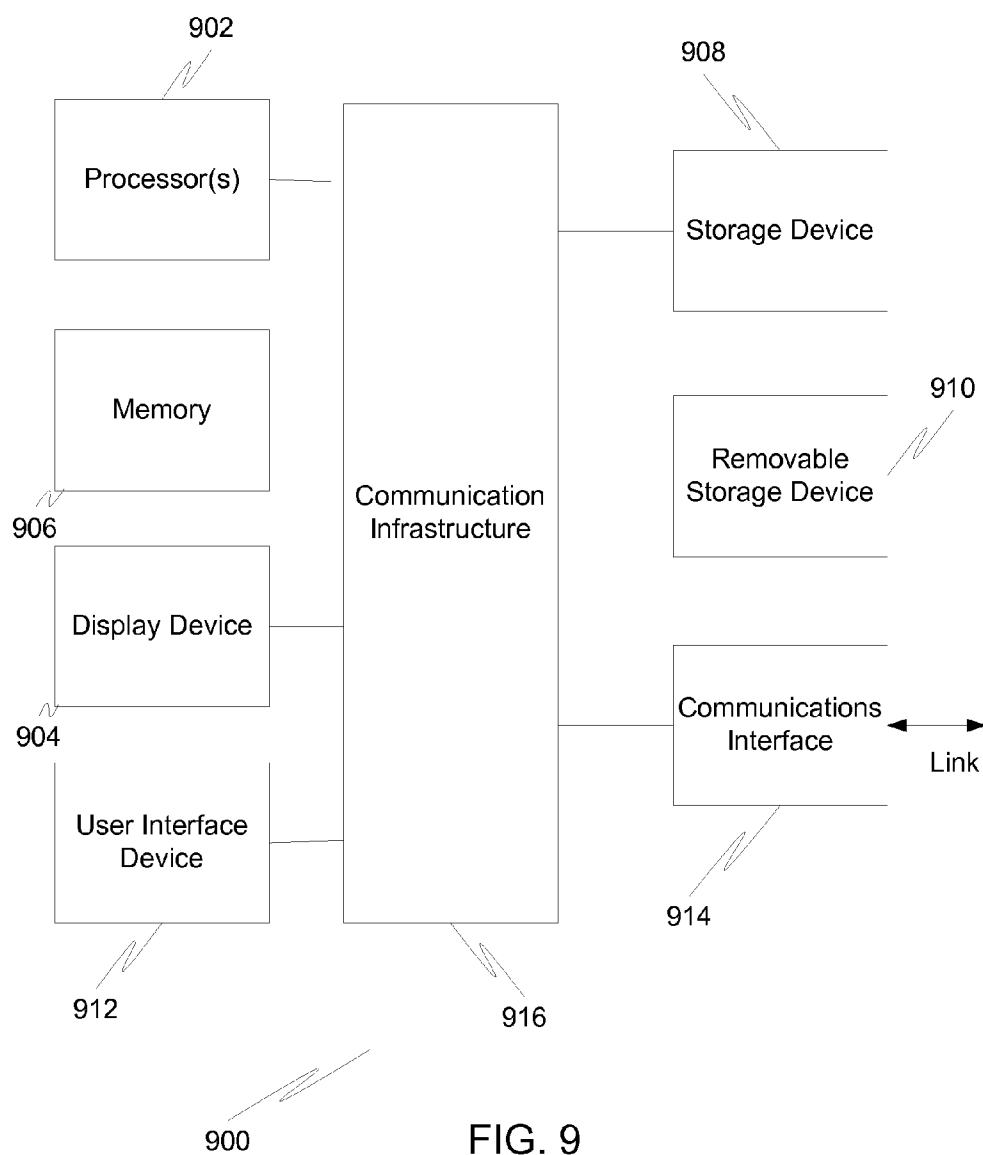 902
908
Processor(s)
Storage Device
910
Memory
Removable
Storage Device
Communication
Infrastructure
906
Display Device
Communications
Interface
904
Link
User Interface
Device
914
912
916
900
FIG. 9